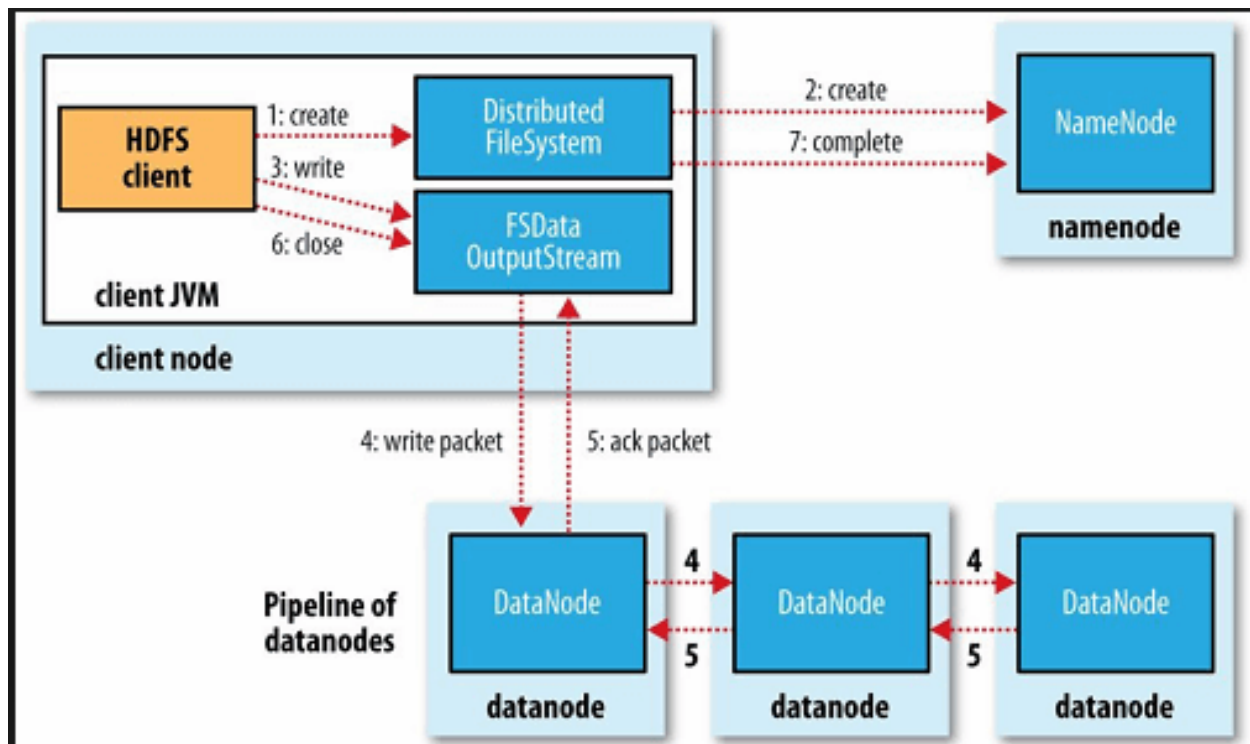 HDFS
client
1: create
3: write
6: close
Distributed
FileSystem
FSData
OutputStream
client JVM
client node
2: create
7: complete
NameNode
namenode
4: write packet
5: ack packet
Pipeline of
datanodes
DataNode
datanode
4
5
DataNode
datanode
4
5
DataNode
datanode